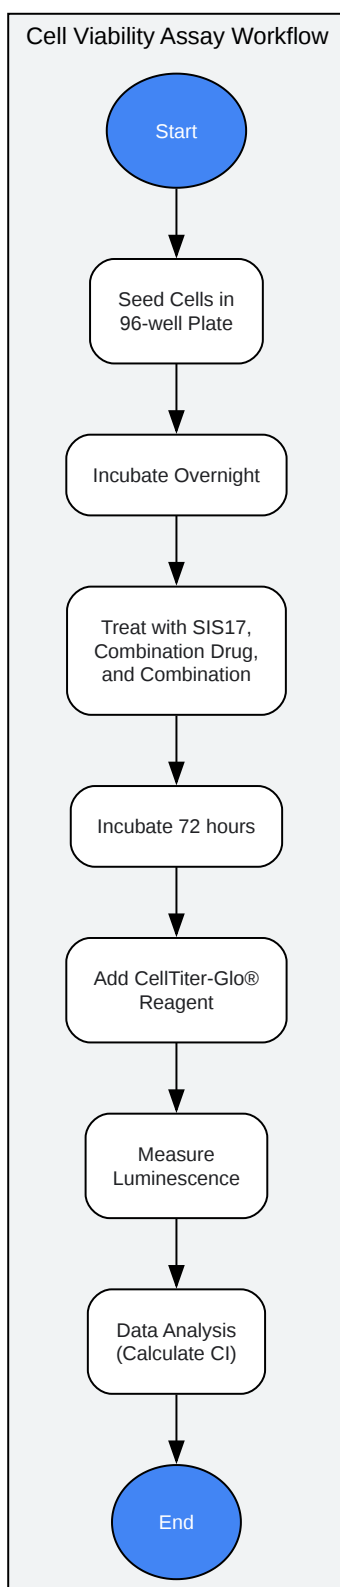 Cell Viability Assay Workflow
Start
Seed Cells in
96-well Plate
Incubate Overnight
Treat with SIS17,
Combination Drug,
and Combination
Incubate 72 hours
Add CellTiter-Glo®
Reagent
Measure
Luminescence
Data Analysis
(Calculate CI)
End